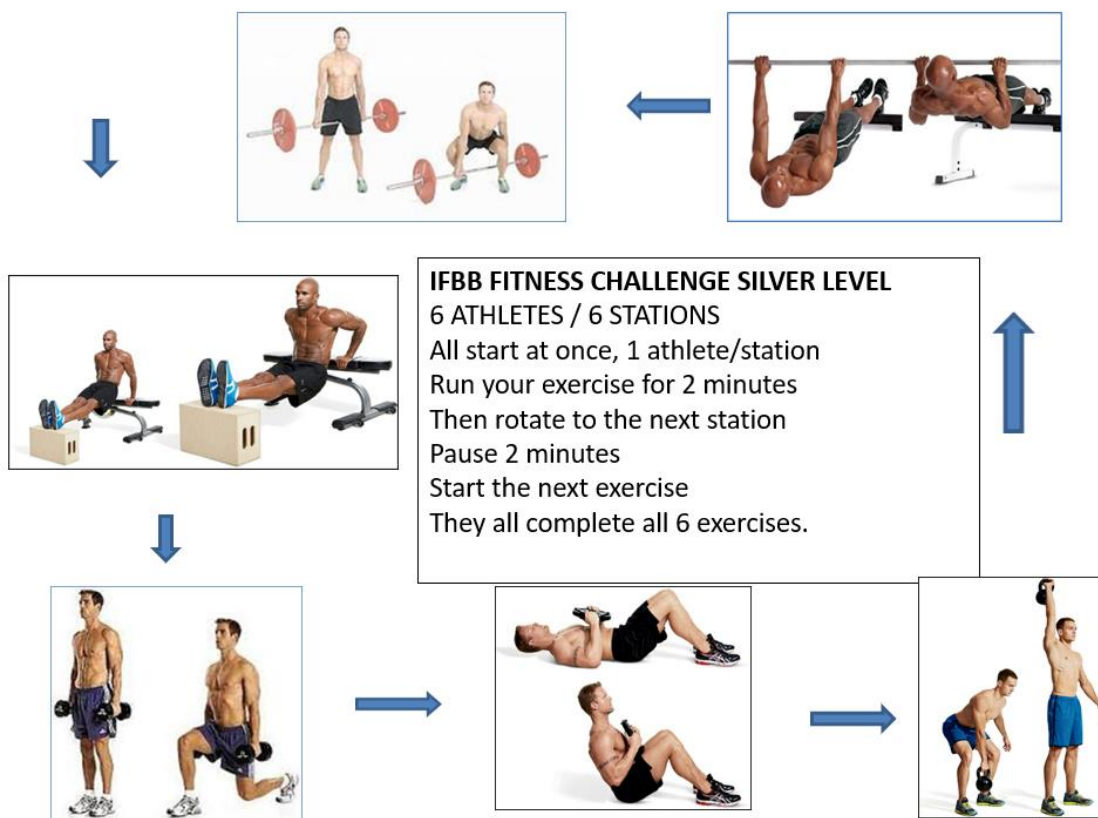 IFBB FITNESS CHALLENGE SILVER LEVEL
6 ATHLETES / 6 STATIONS
All start at once, 1 athlete/station
Run your exercise for 2 minutes
Then rotate to the next station
Pause 2 minutes
Start the next exercise
They all complete all 6 exercises.